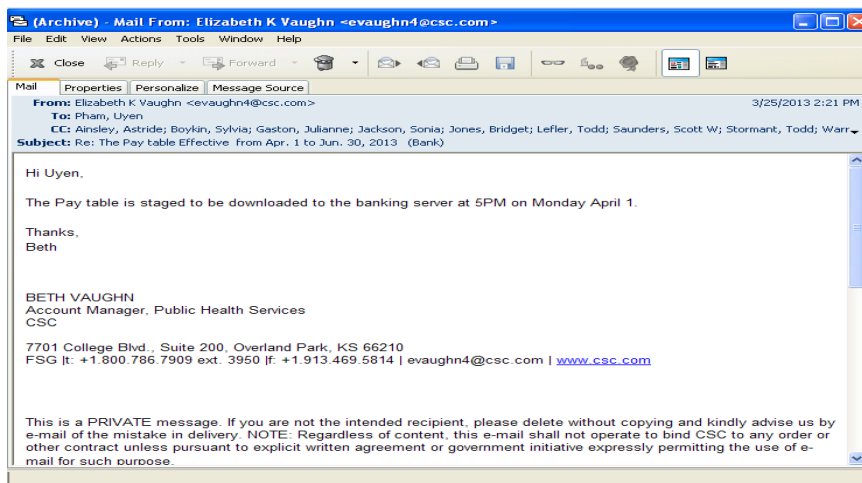 (Archive) - Mail From: Elizabeth K Vaughn <evaughn4@csc.com>
File Edit View Actions Tools Window Help
Close Reply Forward
Mail Properties Personalize Message Source
From: Elizabeth K Vaughn <evaughn4@csc.com> 3/25/2013 2:21 PM
To: Pham, Uyen
CC: Ainsley, Astride; Boykin, Sylvia; Gaston, Julianne; Jackson, Sonia; Jones, Bridget; Lefler, Todd; Saunders, Scott W; Stormant, Todd; Warr
Subject: Re: The Pay table Effective from Apr. 1 to Jun. 30, 2013 (Bank)
Hi Uyen,
The Pay table is staged to be downloaded to the banking server at 5PM on Monday April 1.
Thanks,
Beth
BETH VAUGHN
Account Manager, Public Health Services
CSC
7701 College Blvd., Suite 200, Overland Park, KS 66210
FSG |t: +1.800.786.7909 ext. 3950 |f: +1.913.469.5814 | evaughn4@csc.com | www.csc.com
This is a PRIVATE message. If you are not the intended recipient, please delete without copying and kindly advise us by
e-mail of the mistake in delivery. NOTE: Regardless of content, this e-mail shall not operate to bind CSC to any order or
other contract unless pursuant to explicit written agreement or government initiative expressly permitting the use of e-
mail for such purpose.